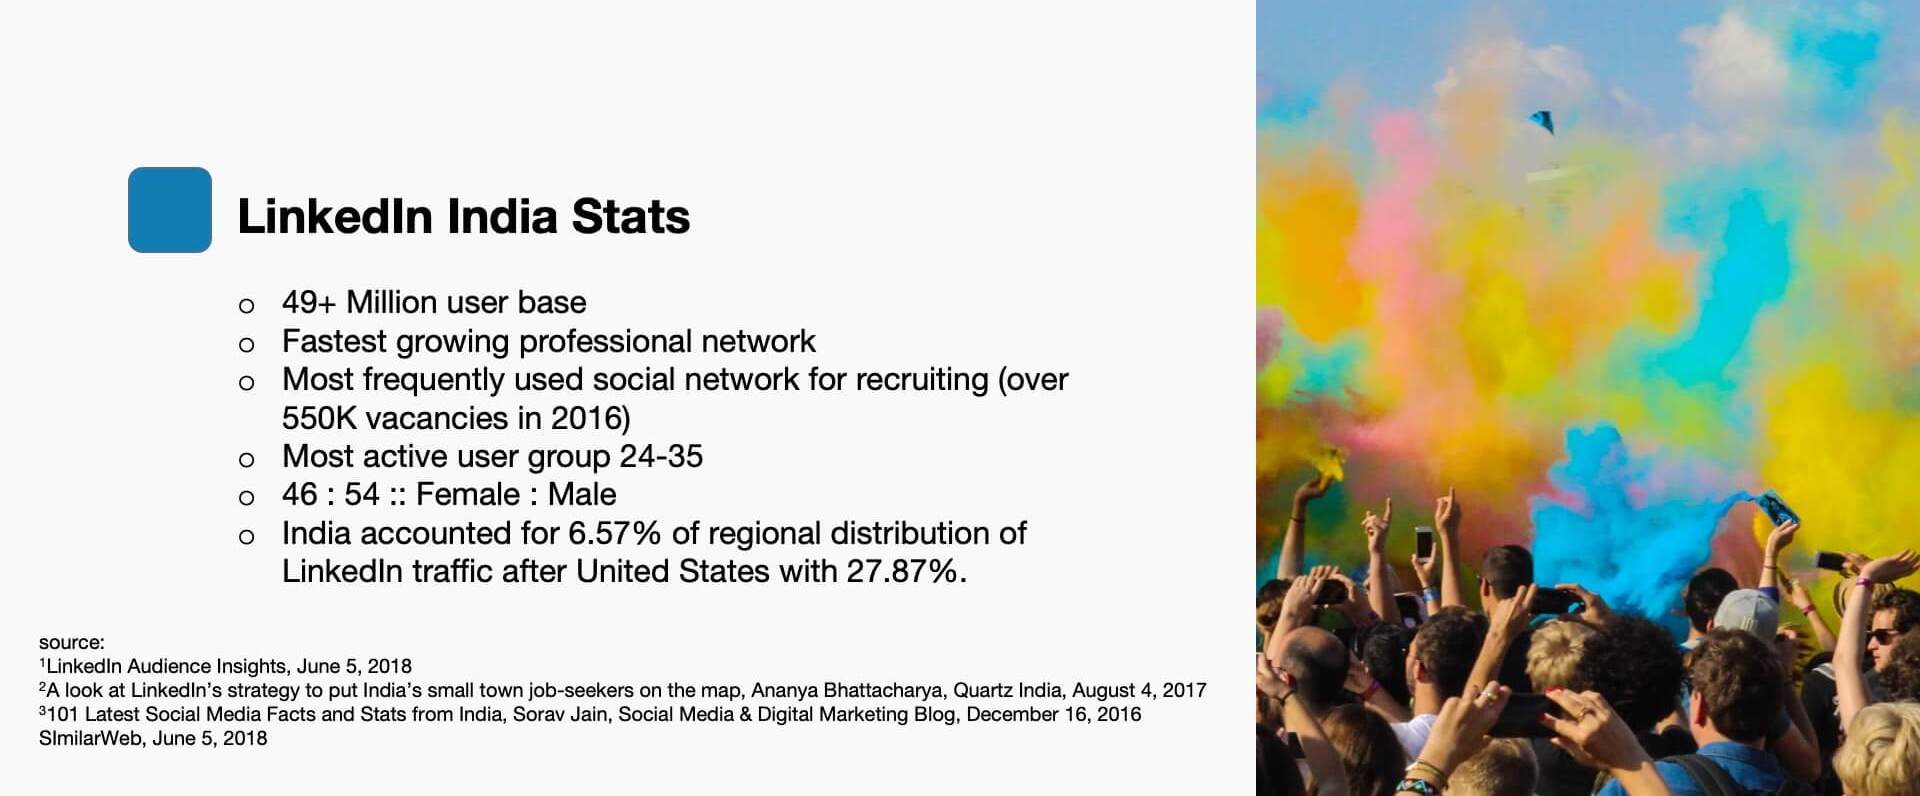 LinkedIn India Stats
○ 49+ Million user base
○ Fastest growing professional network
○ Most frequently used social network for recruiting (over
550K vacancies in 2016)
○ Most active user group 24-35
○ 46 : 54 :: Female : Male
○ India accounted for 6.57% of regional distribution of
LinkedIn traffic after United States with 27.87%.
source:
¹LinkedIn Audience Insights, June 5, 2018
²A look at LinkedIn’s strategy to put India’s small town job-seekers on the map, Ananya Bhattacharya, Quartz India, August 4, 2017
³101 Latest Social Media Facts and Stats from India, Sorav Jain, Social Media & Digital Marketing Blog, December 16, 2016
SImilarWeb, June 5, 2018